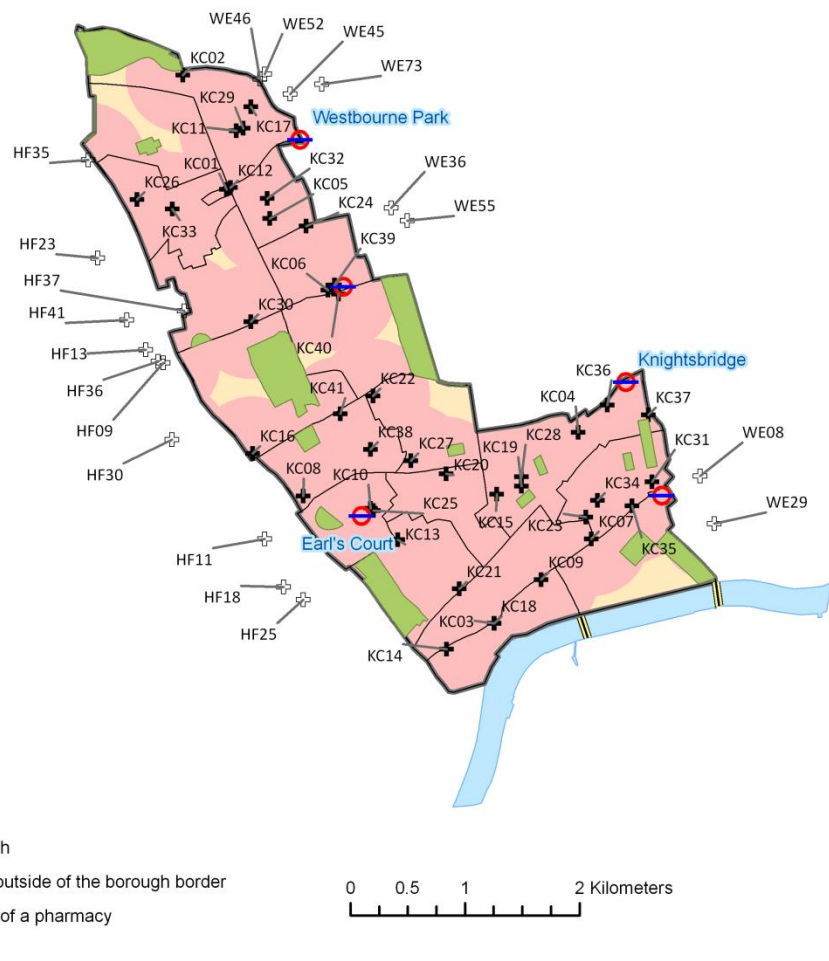 WE46
WE52
WE45
WE73
KC02
KC29
KC17
KC11
Westbourne Park
HF35
KC01
KC12
KC32
KC05
WE36
WE55
KC26
KC24
KC33
HF23
KC39
KC06
HF37
HF41
KC30
HF13
KC40
HF36
Knightsbridge
KC36
HF09
KC41
KC22
KC04
KC37
HF30
KC16
KC38
KC27
KC19
KC28
KC31
WE08
KC08
KC10
KC20
KC34
KC25
KC15
KC23
KC07
WE29
Earl's Court
KC13
KC35
HF11
KC21
KC09
HF18
HF25
KC03
KC18
KC14
h
outside of the borough border
of a pharmacy
0 0.5 1 2 Kilometers